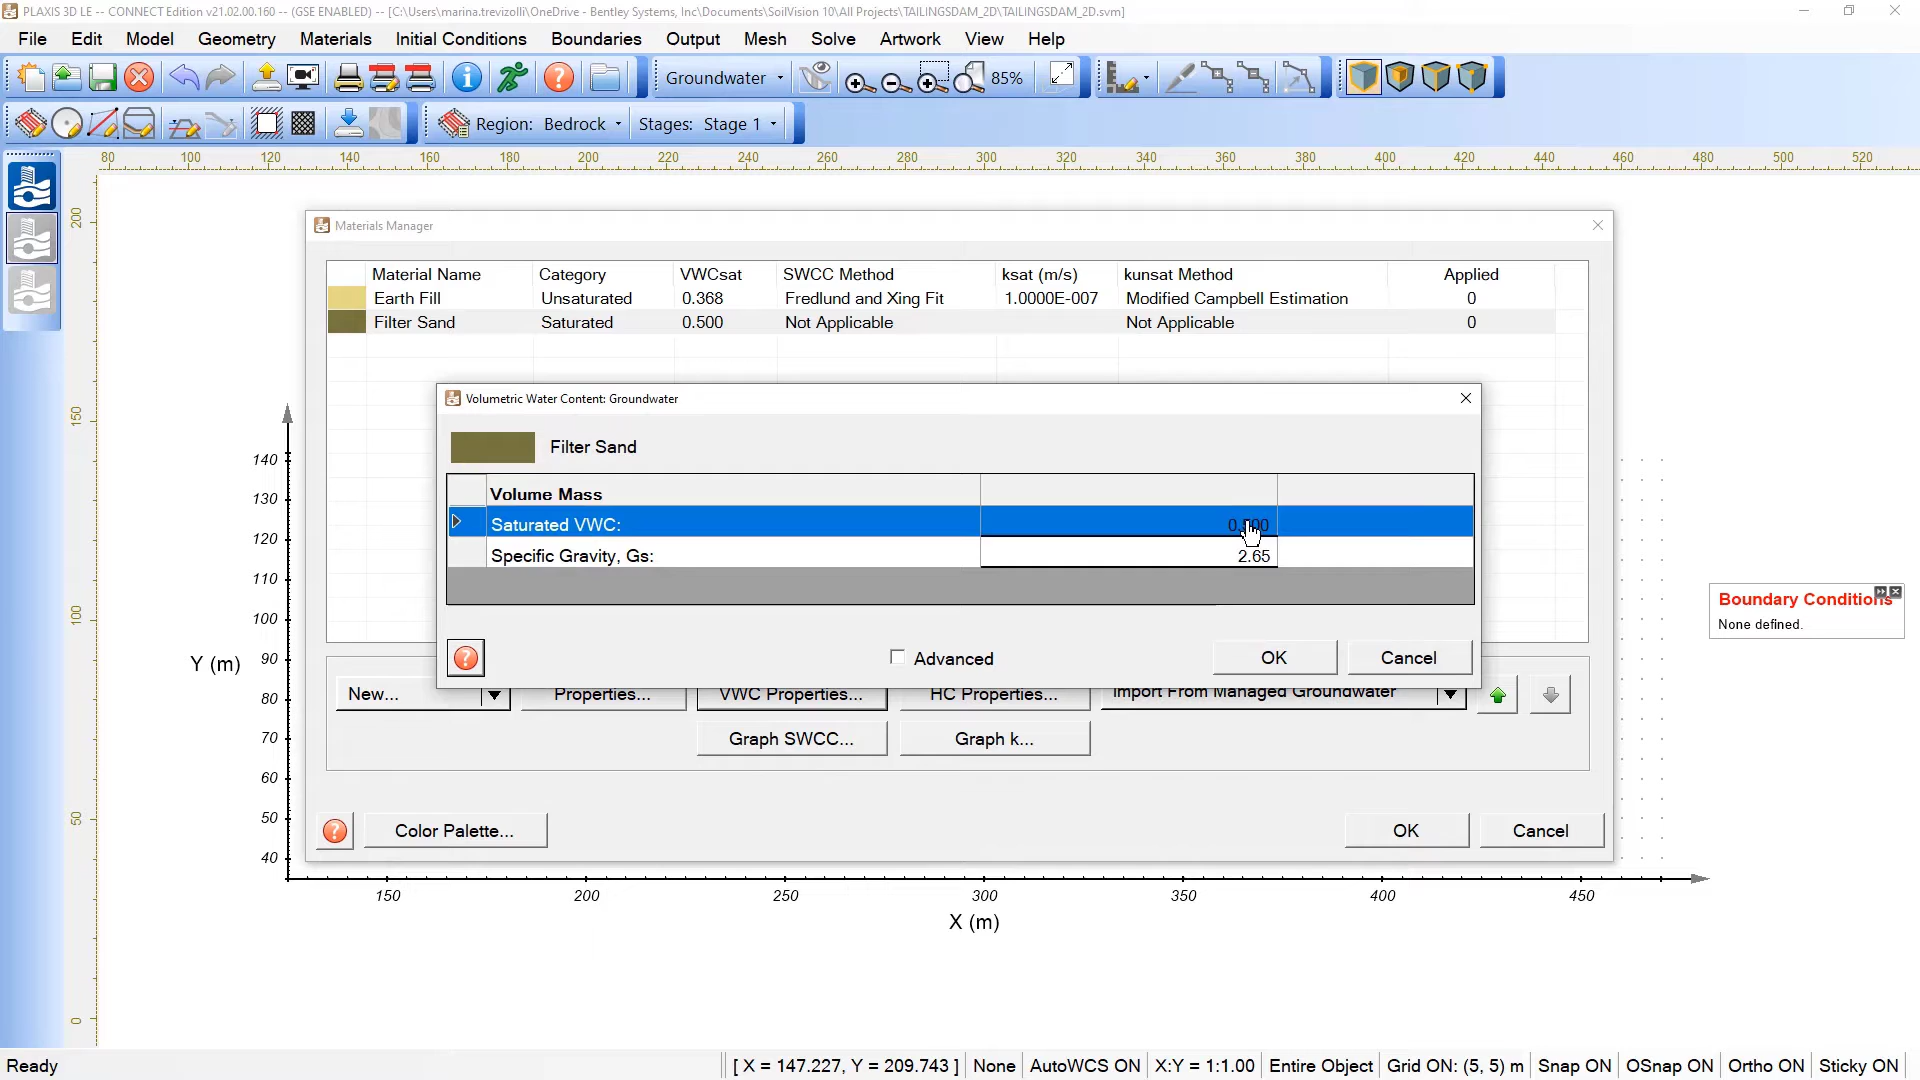 PLAXIS 3D LE -- CONNECT Edition v21.02.00.160 -- (GSE ENABLED) -- [C:\Users\marina.trevizolli\OneDrive - Bentley Systems, Inc\Documents\SoilVision 10\All Projects\TAILINGSDAM_2D\TAILINGSDAM_2D.svm]
File Edit Model Geometry Materials Initial Conditions Boundaries Output Mesh Solve Artwork View Help
Groundwater 85%
Region: Bedrock Stages: Stage 1
80 100 120 140 160 180 200 220 240 260 280 300 320 340 360 380 400 420 440 460 480 500 520
200
150
100
50
0
Materials Manager
Material Name Category VWCsat SWCC Method ksat (m/s) kunsat Method Applied
Earth Fill Unsaturated 0.368 Fredlund and Xing Fit 1.0000E-007 Modified Campbell Estimation 0
Filter Sand Saturated 0.500 Not Applicable Not Applicable 0
Volumetric Water Content: Groundwater
Filter Sand
Volume Mass
Saturated VWC:
Specific Gravity, Gs: 2.65
Advanced OK Cancel
New... Properties... VWC Properties... HC Properties... Import From Managed Groundwater
Graph SWCC... Graph k...
Color Palette... OK Cancel
Boundary Conditions
None defined.
140
130
120
110
100
Y (m) 90
80
70
60
50
40
150 200 250 300 350 400 450
X (m)
Ready [ X = 147.227, Y = 209.743 ] None AutoWCS ON X:Y = 1:1.00 Entire Object Grid ON: (5, 5) m Snap ON OSnap ON Ortho ON Sticky ON